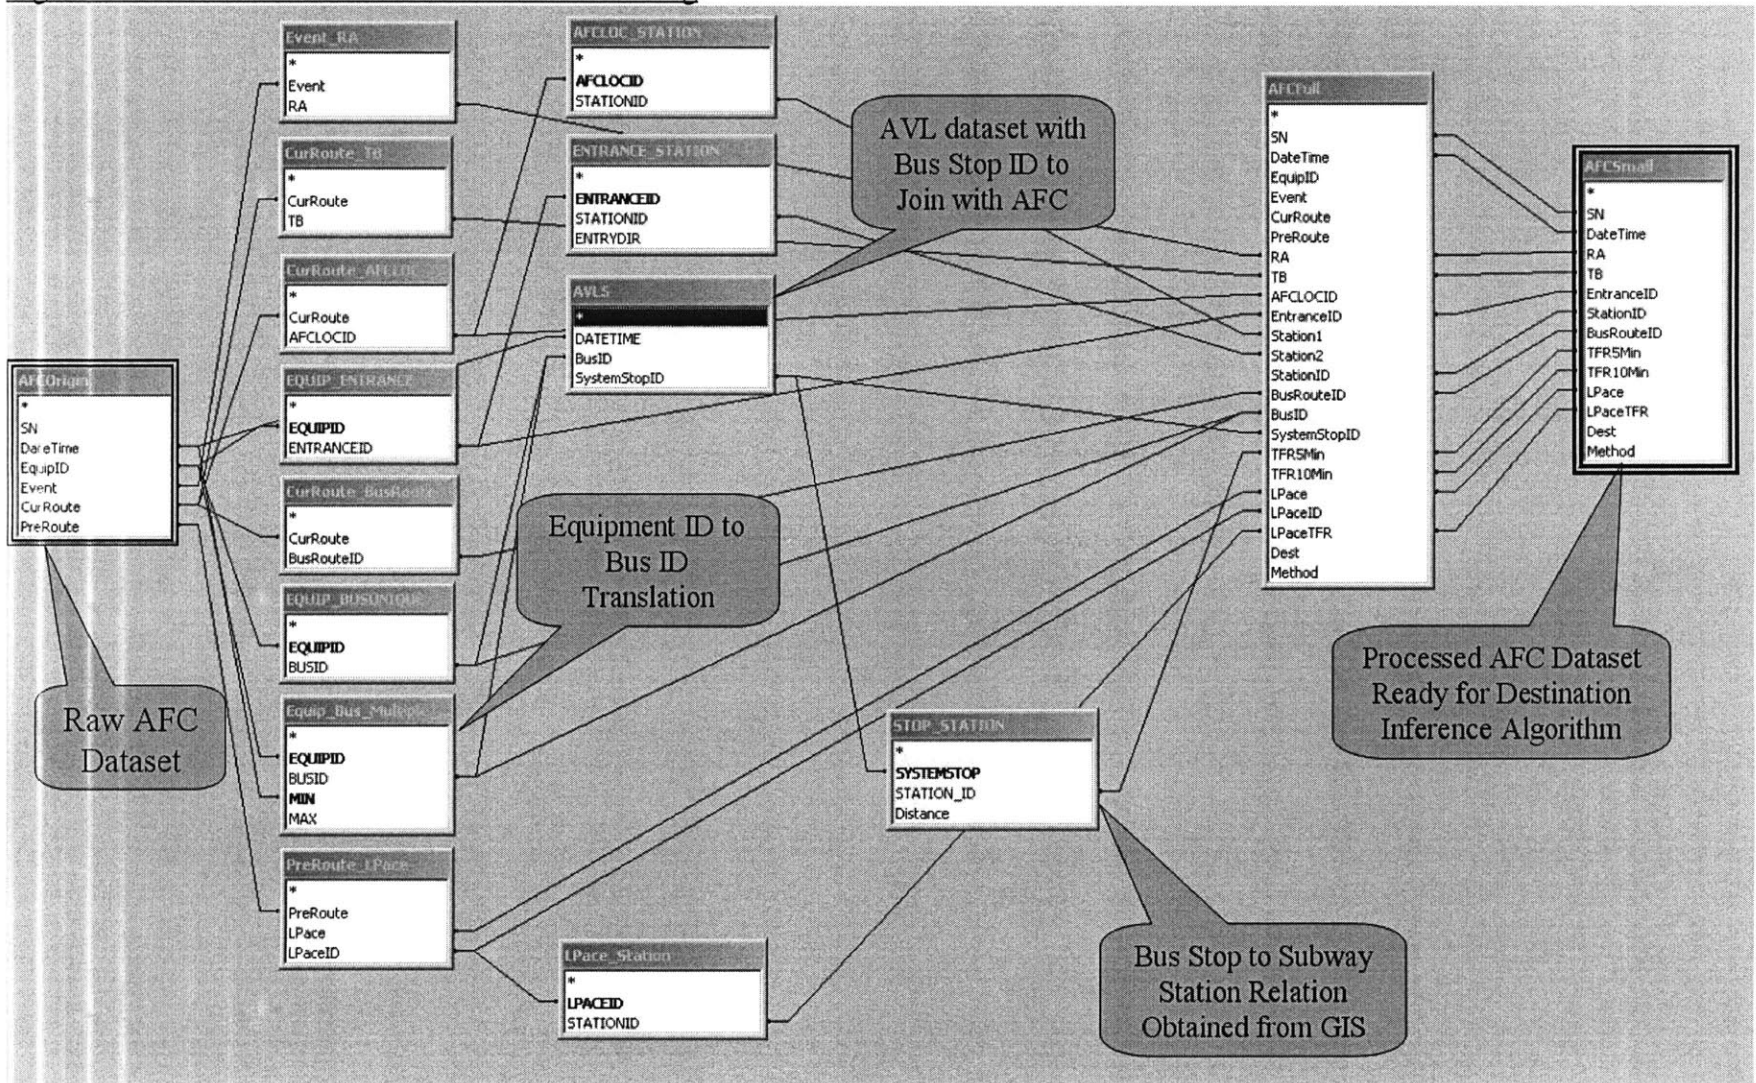 Event_RA
*
Event
RA
CurRoute_TB
*
CurRoute
TB
CurRoute_AFCLOC
*
CurRoute
AFCLOCID
AFCOrigin
*
SN
DareTime
EquipID
Event
CurRoute
PreRoute
EQUIP_ENTRANCE
*
EQUIPID
ENTRANCEID
CurRoute_BusRoute
*
CurRoute
BusRouteID
EQUIP_BUSUNIQUE
*
EQUIPID
BUSID
Equip_Bus_Multiple
*
EQUIPID
BUSID
MIN
MAX
PreRoute_LPace
*
PreRoute
LPace
LPaceID
Raw AFC
Dataset
AFCLOC_STATION
*
AFCLOCID
STATIONID
ENTRANCE_STATION
*
ENTRANCEID
STATIONID
ENTRYDIR
AVLS
*
DATETIME
BusID
SystemStopID
AVL dataset with
Bus Stop ID to
Join with AFC
Equipment ID to
Bus ID
Translation
LPace_Station
*
LPACEID
STATIONID
STOP_STATION
*
SYSTEMSTOP
STATION_ID
Distance
Bus Stop to Subway
Station Relation
Obtained from GIS
AFCFull
*
SN
DateTime
EquipID
Event
CurRoute
PreRoute
RA
TB
AFCLOCID
EntranceID
Station1
Station2
StationID
BusRouteID
BusID
SystemStopID
TFR5Min
TFR10Min
LPace
LPaceID
LPaceTFR
Dest
Method
AFCSmall
*
SN
DateTime
RA
TB
EntranceID
StationID
BusRouteID
TFR5Min
TFR10Min
LPace
LPaceTFR
Dest
Method
Processed AFC Dataset
Ready for Destination
Inference Algorithm